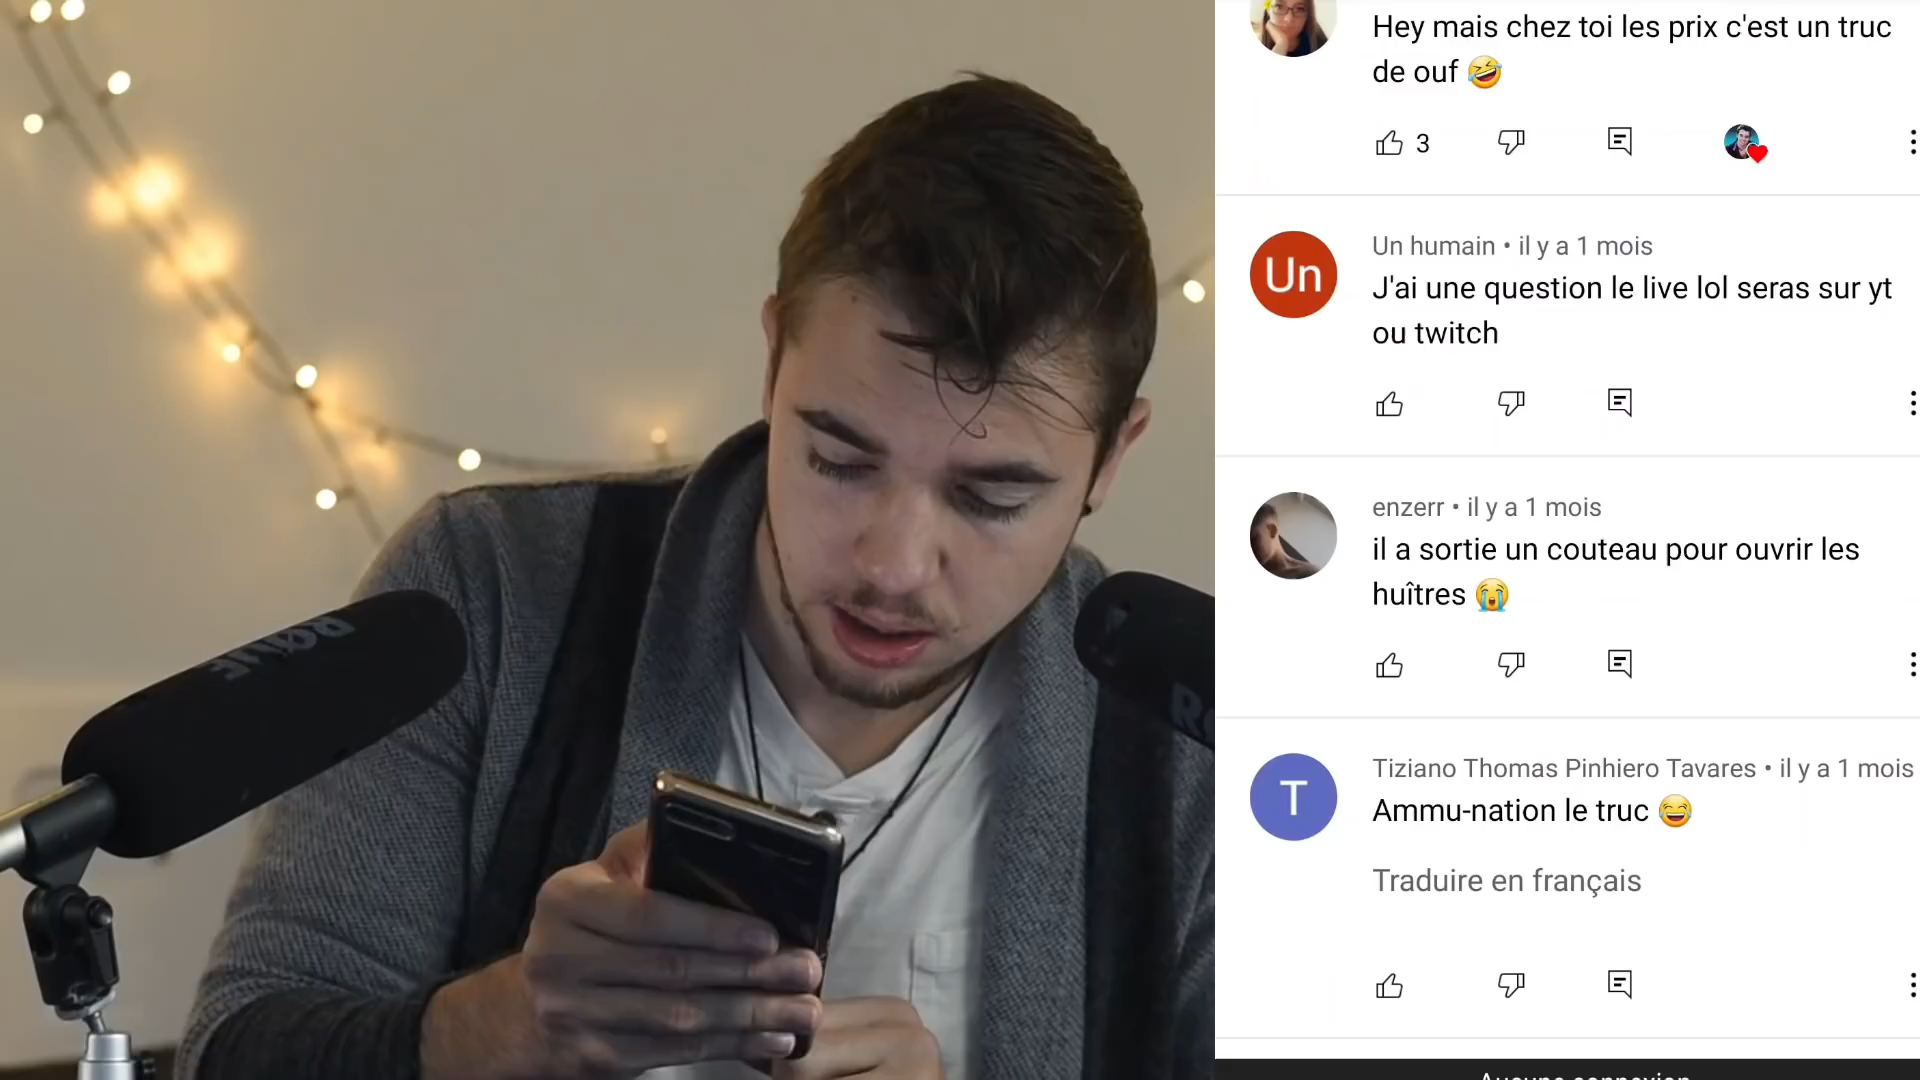 Hey mais chez toi les prix c'est un truc
de ouf 🤣
3
Un
Un humain • il y a 1 mois
J'ai une question le live lol seras sur yt
ou twitch
enzerr • il y a 1 mois
il a sortie un couteau pour ouvrir les
huîtres 😭
T
Tiziano Thomas Pinhiero Tavares • il y a 1 mois
Ammu-nation le truc 😂
Traduire en français
RØDE